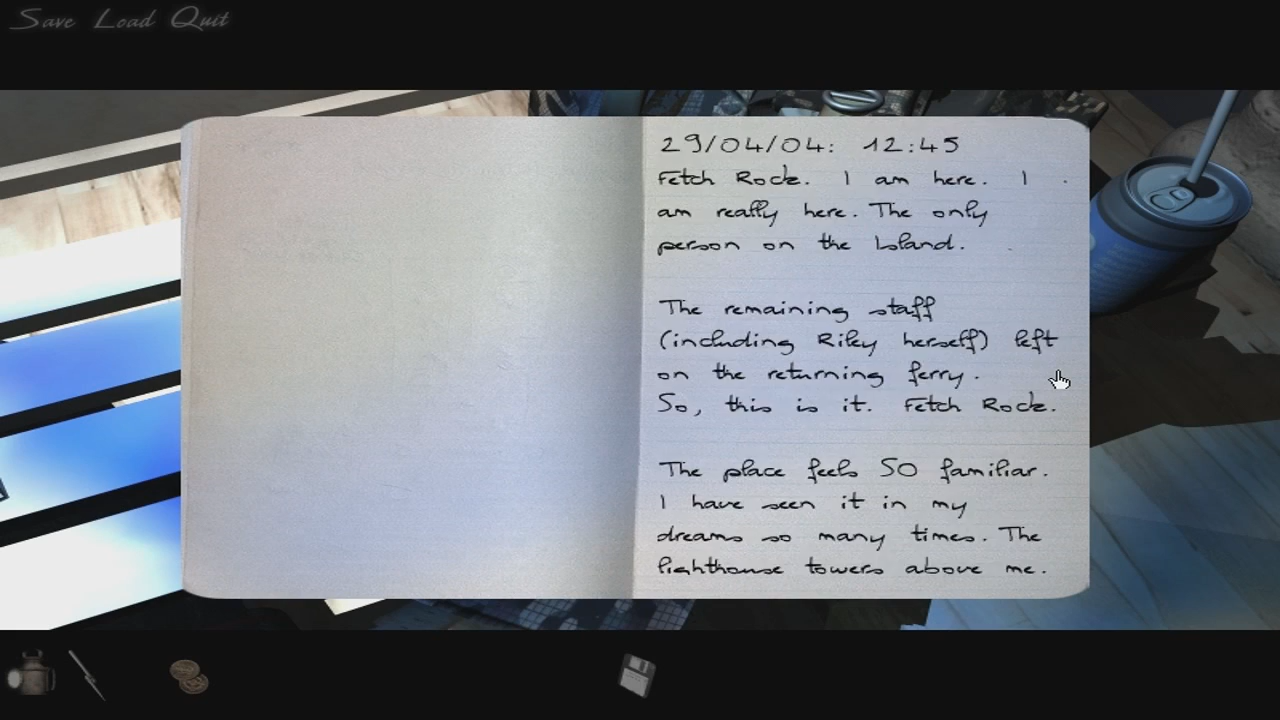 Save Load Quit
29/04/04: 12:45
Fetch Rock. I am here. I
am really here. The only
person on the Island.
The remaining staff
(including Riley herself) left
on the returning ferry.
So, this is it. Fetch Rock.
The place feels SO familiar.
I have seen it in my
dreams so many times. The
lighthouse towers above me.